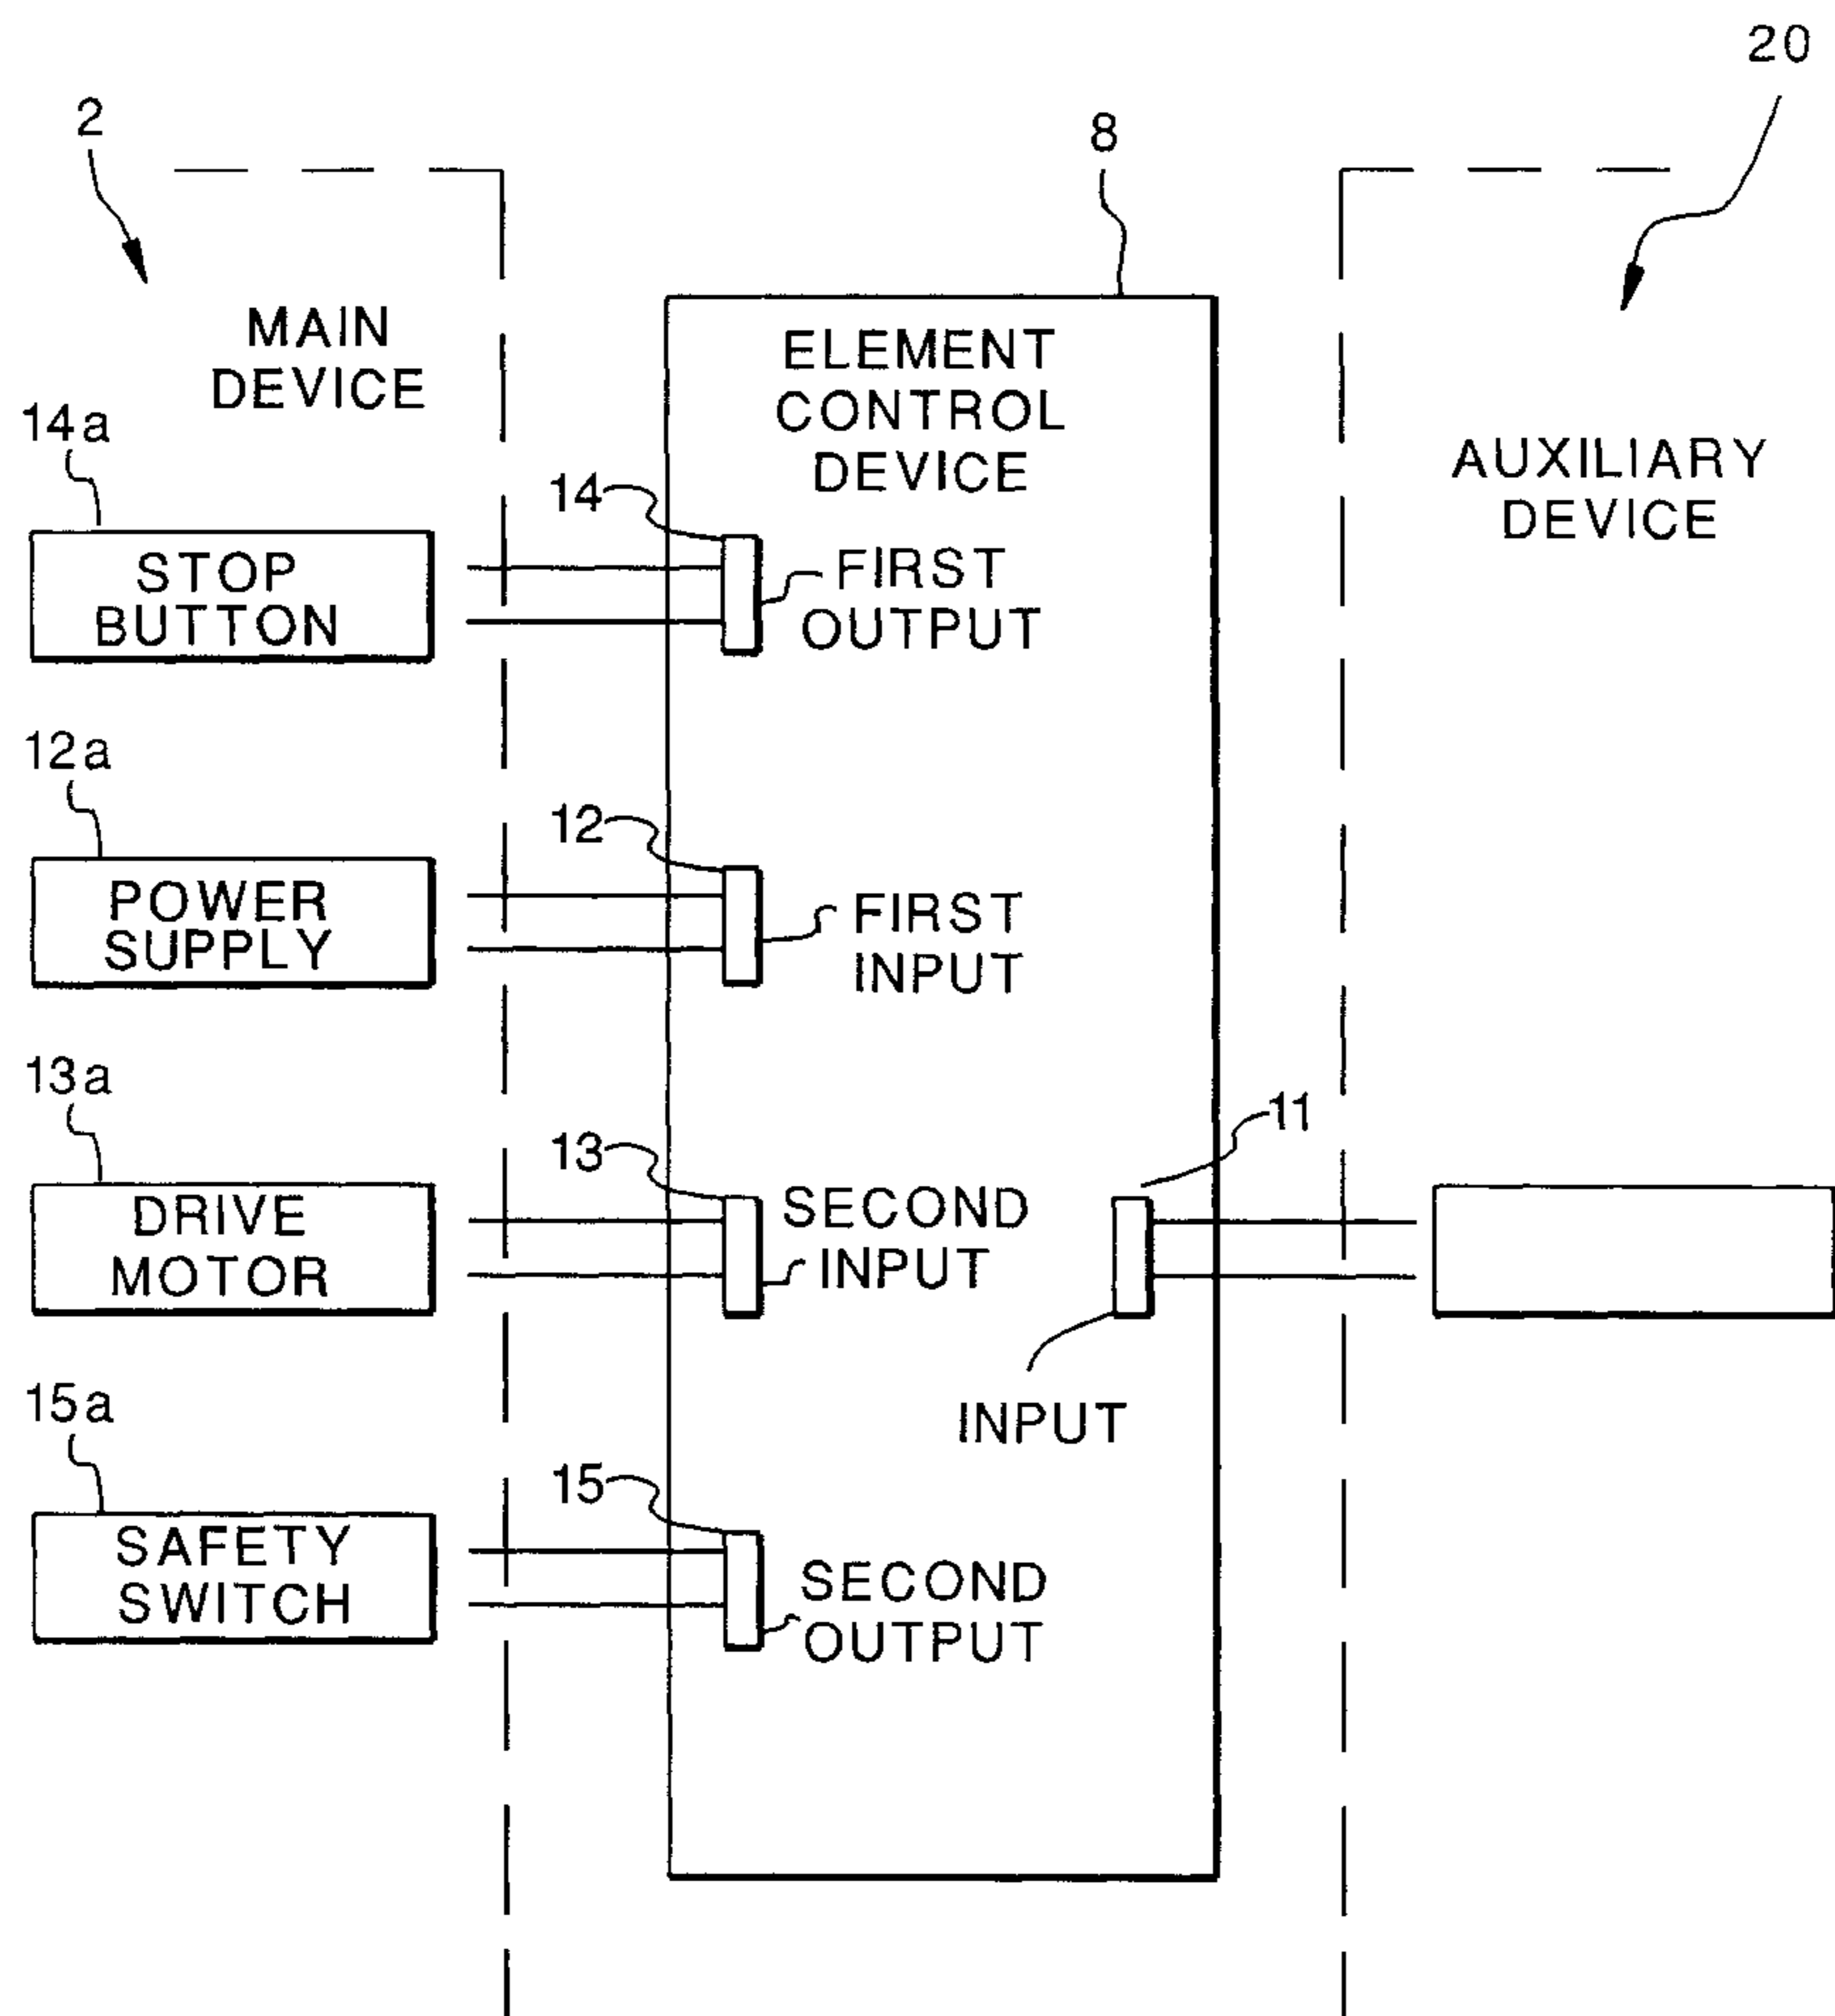 20
2
8
MAIN
DEVICE
ELEMENT
CONTROL
DEVICE
AUXILIARY
DEVICE
14a
STOP
BUTTON
14
FIRST
OUTPUT
12a
POWER
SUPPLY
12
FIRST
INPUT
13a
DRIVE
MOTOR
13
SECOND
INPUT
11
INPUT
15a
SAFETY
SWITCH
15
SECOND
OUTPUT